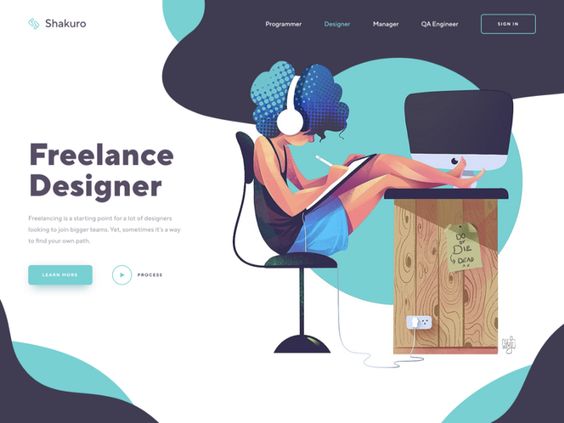 Shakuro
Programmer
Designer
Manager
QA Engineer
SIGN IN
Freelance
Designer
Freelancing is a starting point for a lot of designers
looking to join bigger teams. Yet, sometimes it's a way
to find your own path.
LEARN MORE
PROCESS
DO
OR
DIE
DEAD